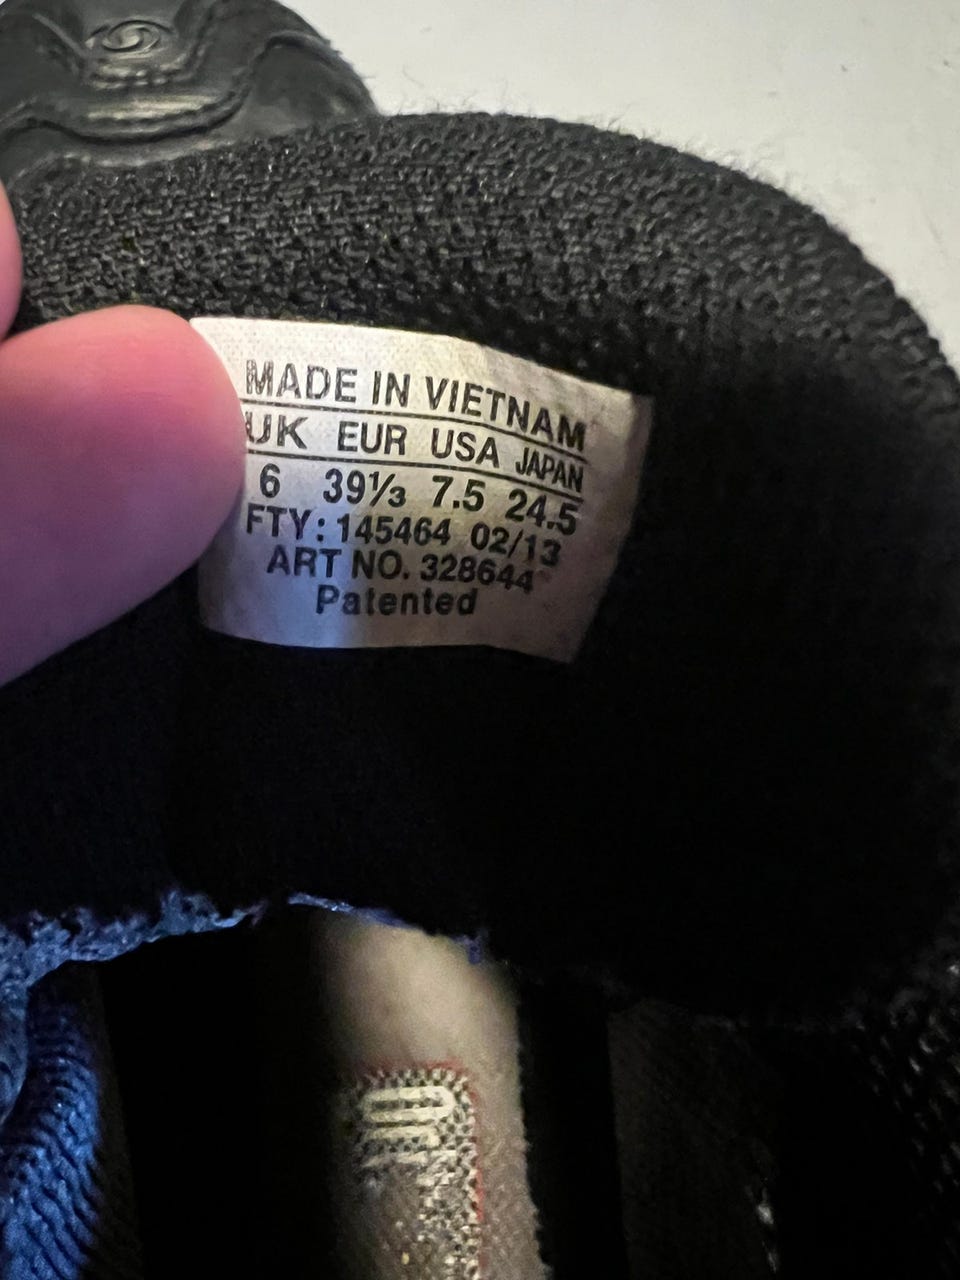 MADE IN VIETNAM
UK EUR USA JAPAN
6 39⅓ 7.5 24.5
FTY: 145464 02/13
ART NO. 328644
Patented